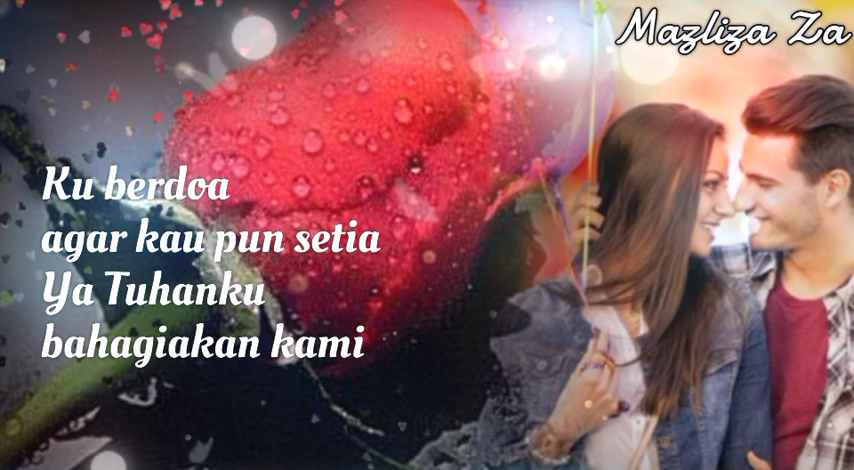 Mazliza Za
Ku berdoa
agar kau pun setia
Ya Tuhanku
bahagiakan kami